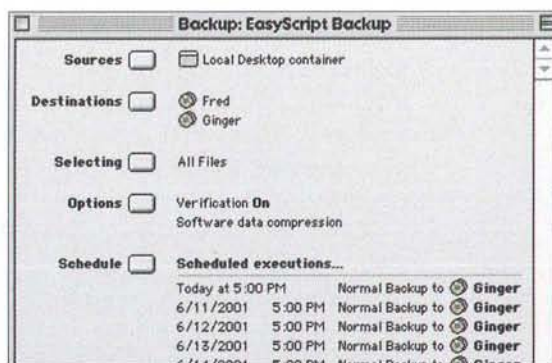 Backup: EasyScript Backup
Sources Local Desktop container
Destinations Fred
Ginger
Selecting All Files
Options Verification On
Software data compression
Schedule Scheduled executions...
Today at 5:00 PM Normal Backup to Ginger
6/11/2001 5:00 PM Normal Backup to Ginger
6/12/2001 5:00 PM Normal Backup to Ginger
6/13/2001 5:00 PM Normal Backup to Ginger